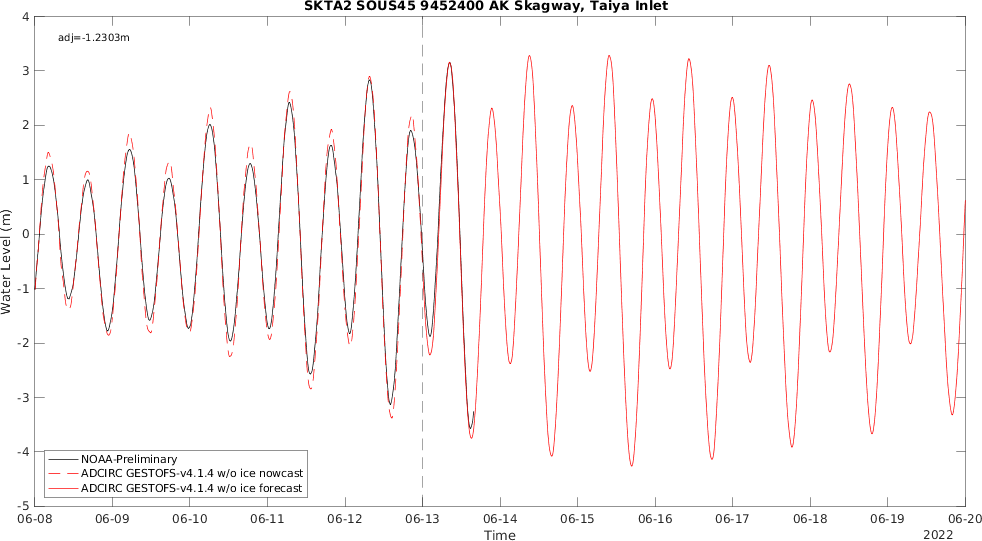 SKTA2 SOUS45 9452400 AK Skagway, Taiya Inlet
adj=-1.2303m
4
3
2
1
0
-1
-2
-3
-4
-5
Water Level (m)
NOAA-Preliminary
ADCIRC GESTOFS-v4.1.4 w/o ice nowcast
ADCIRC GESTOFS-v4.1.4 w/o ice forecast
06-08 06-09 06-10 06-11 06-12 06-13 06-14 06-15 06-16 06-17 06-18 06-19 06-20
Time
2022